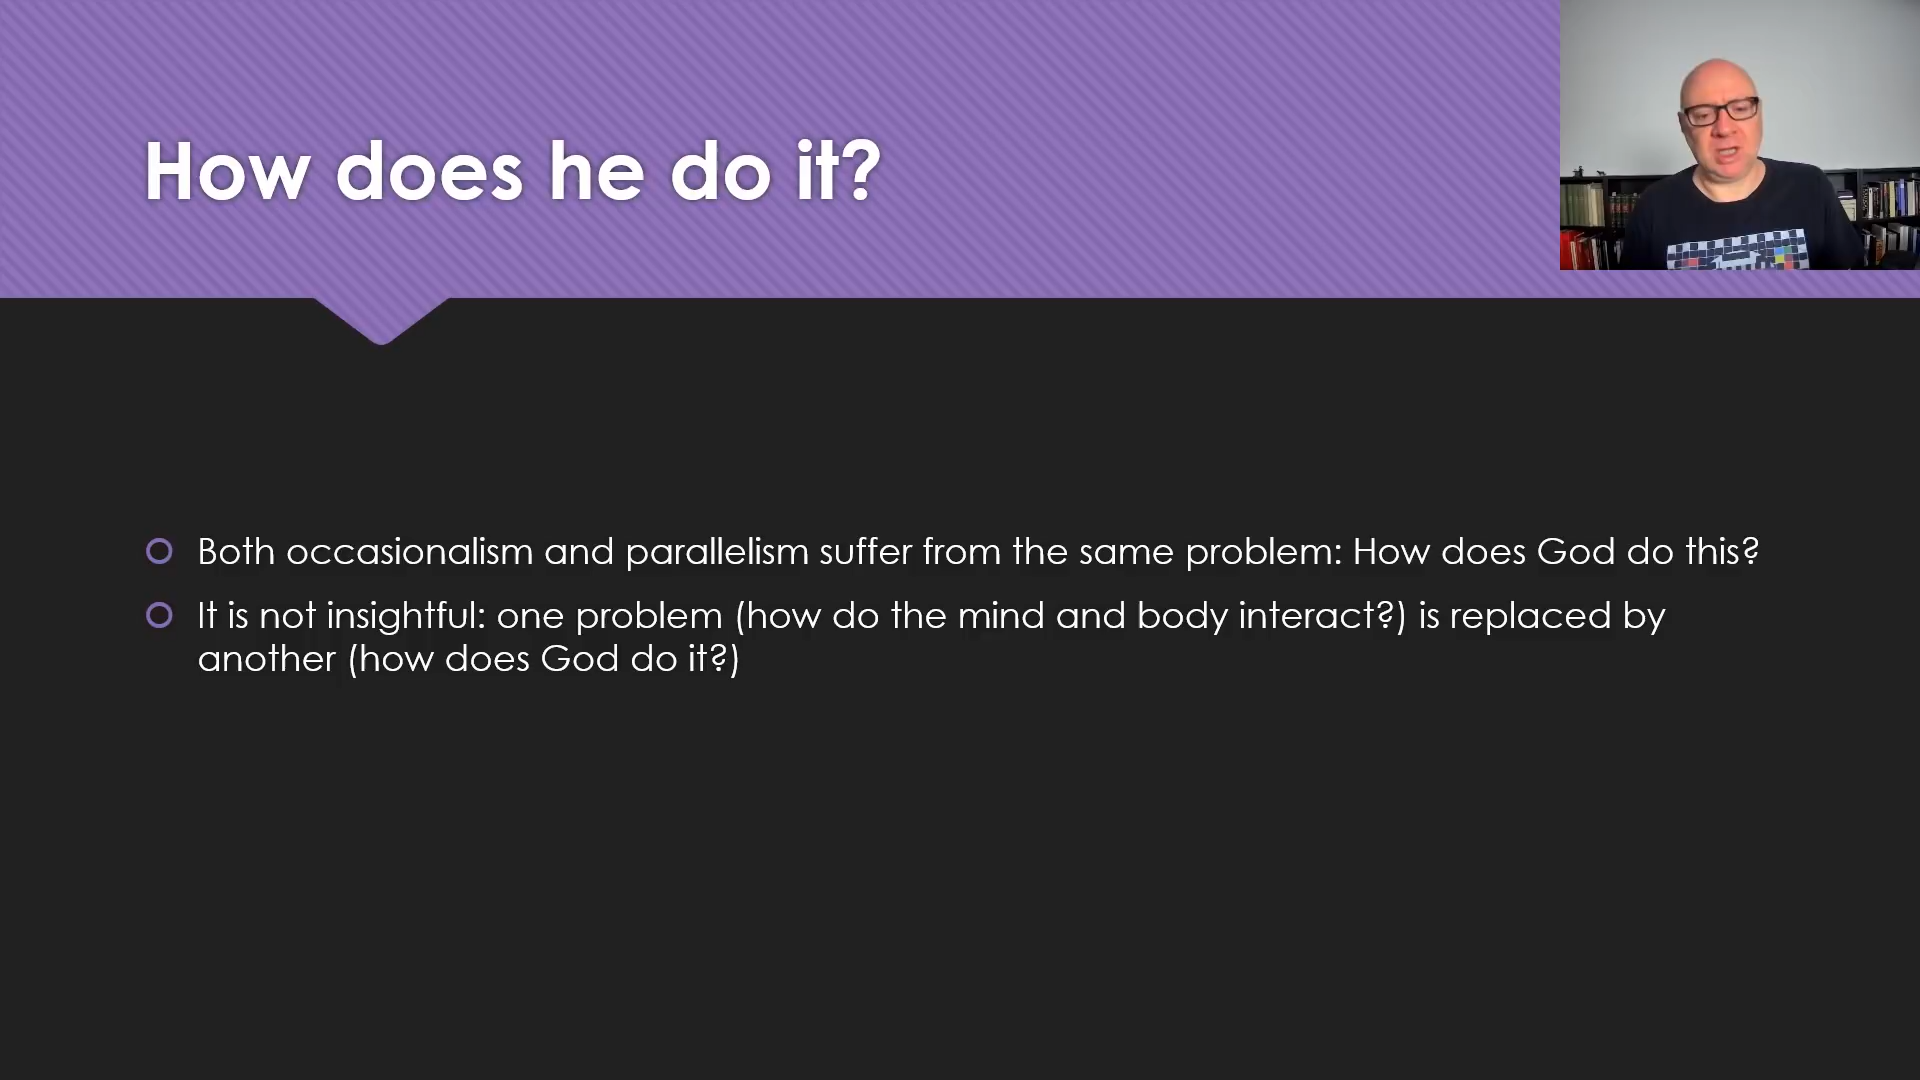 How does he do it?
Both occasionalism and parallelism suffer from the same problem: How does God do this?
It is not insightful: one problem (how do the mind and body interact?) is replaced by
another (how does God do it?)